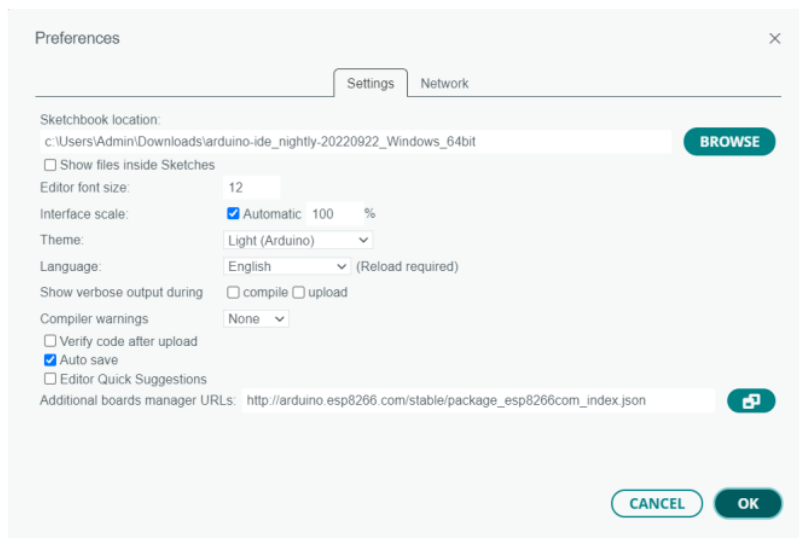 Preferences
Settings Network
Sketchbook location:
c:\Users\Admin\Downloads\arduino-ide_nightly-20220922_Windows_64bit BROWSE
Show files inside Sketches
Editor font size: 12
Interface scale: Automatic 100 %
Theme: Light (Arduino)
Language: English (Reload required)
Show verbose output during compile upload
Compiler warnings None
Verify code after upload
Auto save
Editor Quick Suggestions
Additional boards manager URLs: http://arduino.esp8266.com/stable/package_esp8266com_index.json
CANCEL OK